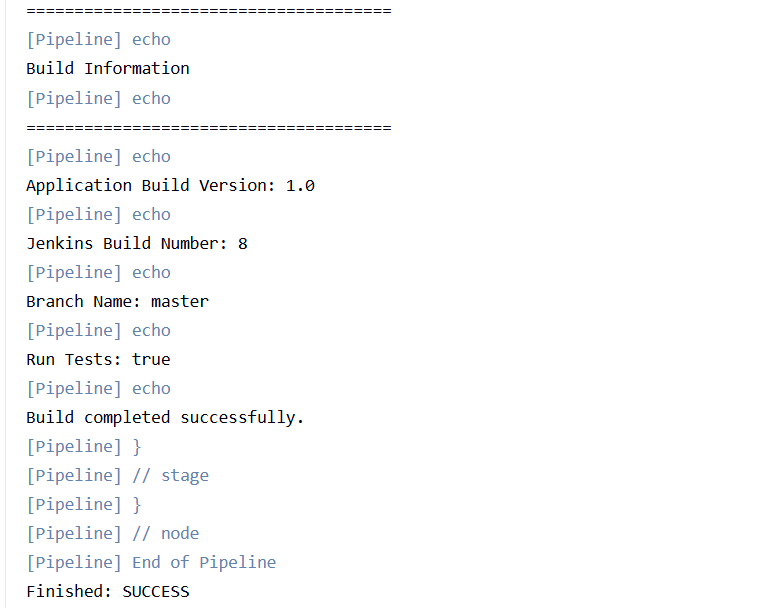 ======================================
[Pipeline] echo
Build Information
[Pipeline] echo
======================================
[Pipeline] echo
Application Build Version: 1.0
[Pipeline] echo
Jenkins Build Number: 8
[Pipeline] echo
Branch Name: master
[Pipeline] echo
Run Tests: true
[Pipeline] echo
Build completed successfully.
[Pipeline] }
[Pipeline] // stage
[Pipeline] }
[Pipeline] // node
[Pipeline] End of Pipeline
Finished: SUCCESS